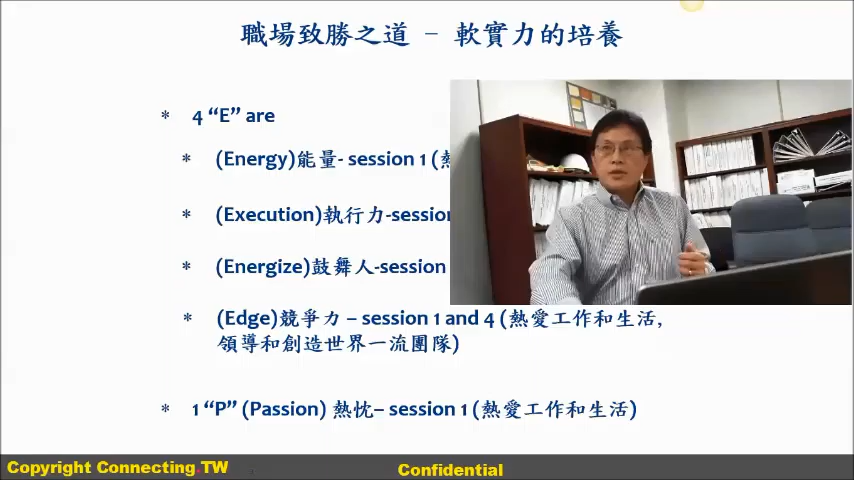 職場致勝之道 – 軟實力的培養
* 4 “E” are
* (Energy)能量- session 1 (
* (Execution)執行力-session
* (Energize)鼓舞人-session
* (Edge)競爭力 – session 1 and 4 (熱愛工作和生活,
領導和創造世界一流團隊)
* 1 “P” (Passion) 熱忱– session 1 (熱愛工作和生活)
Copyright Connecting.TW
Confidential